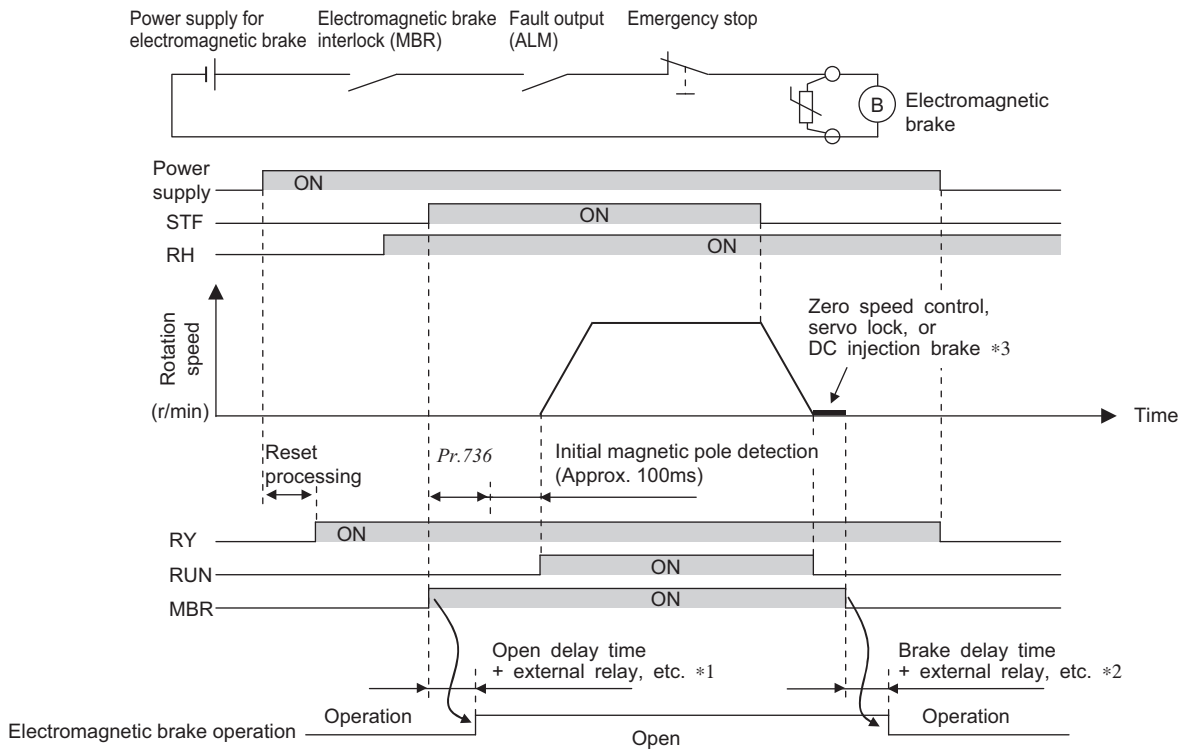 Power supply for
electromagnetic brake
Electromagnetic brake
interlock (MBR)
Fault output
(ALM)
Emergency stop
B
Electromagnetic
brake
Power
supply
ON
STF
ON
RH
ON
Rotation
speed
(r/min)
Zero speed control,
servo lock, or
DC injection brake *3
Time
Reset
processing
Pr.736
Initial magnetic pole detection
(Approx. 100ms)
RY
ON
RUN
ON
MBR
ON
Open delay time
+ external relay, etc. *1
Brake delay time
+ external relay, etc. *2
Electromagnetic brake operation
Operation
Open
Operation